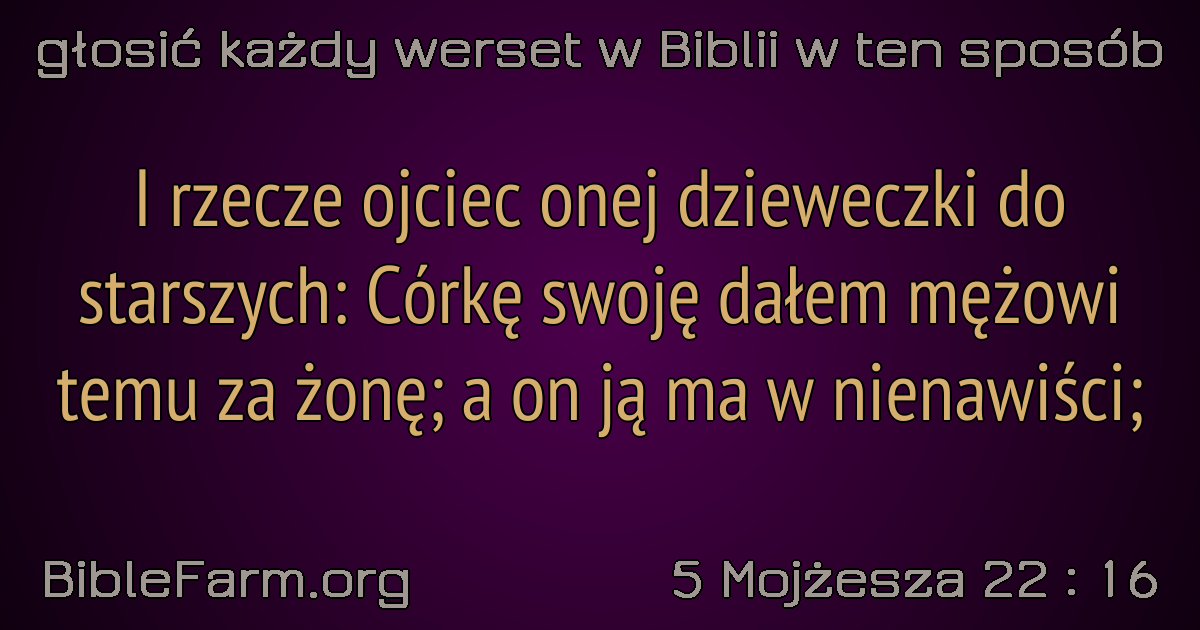 głosić każdy werset w Biblii w ten sposób
I rzecze ojciec onej dzieweczki do
starszych: Córkę swoję dałem mężowi
temu za żonę; a on ją ma w nienawiści;
BibleFarm.org
5 Mojżesza 22 : 16